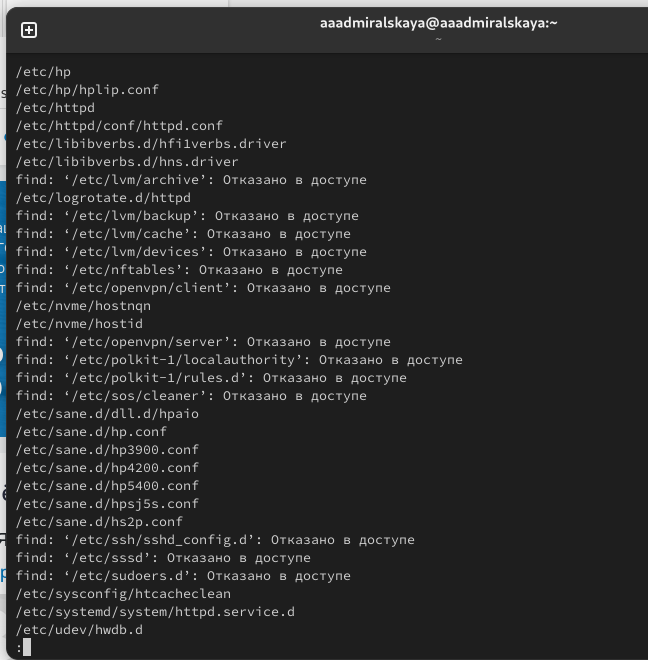 aaadmiralskaya@aaadmiralskaya:~
~
/etc/hp
/etc/hp/hplip.conf
/etc/httpd
/etc/httpd/conf/httpd.conf
/etc/libibverbs.d/hfi1verbs.driver
/etc/libibverbs.d/hns.driver
find: ‘/etc/lvm/archive’: Отказано в доступе
/etc/logrotate.d/httpd
find: ‘/etc/lvm/backup’: Отказано в доступе
find: ‘/etc/lvm/cache’: Отказано в доступе
find: ‘/etc/lvm/devices’: Отказано в доступе
find: ‘/etc/nftables’: Отказано в доступе
find: ‘/etc/openvpn/client’: Отказано в доступе
/etc/nvme/hostnqn
/etc/nvme/hostid
find: ‘/etc/openvpn/server’: Отказано в доступе
find: ‘/etc/polkit-1/localauthority’: Отказано в доступе
find: ‘/etc/polkit-1/rules.d’: Отказано в доступе
find: ‘/etc/sos/cleaner’: Отказано в доступе
/etc/sane.d/dll.d/hpaio
/etc/sane.d/hp.conf
/etc/sane.d/hp3900.conf
/etc/sane.d/hp4200.conf
/etc/sane.d/hp5400.conf
/etc/sane.d/hpsj5s.conf
/etc/sane.d/hs2p.conf
find: ‘/etc/ssh/sshd_config.d’: Отказано в доступе
find: ‘/etc/sssd’: Отказано в доступе
find: ‘/etc/sudoers.d’: Отказано в доступе
/etc/sysconfig/htcacheclean
/etc/systemd/system/httpd.service.d
/etc/udev/hwdb.d
: